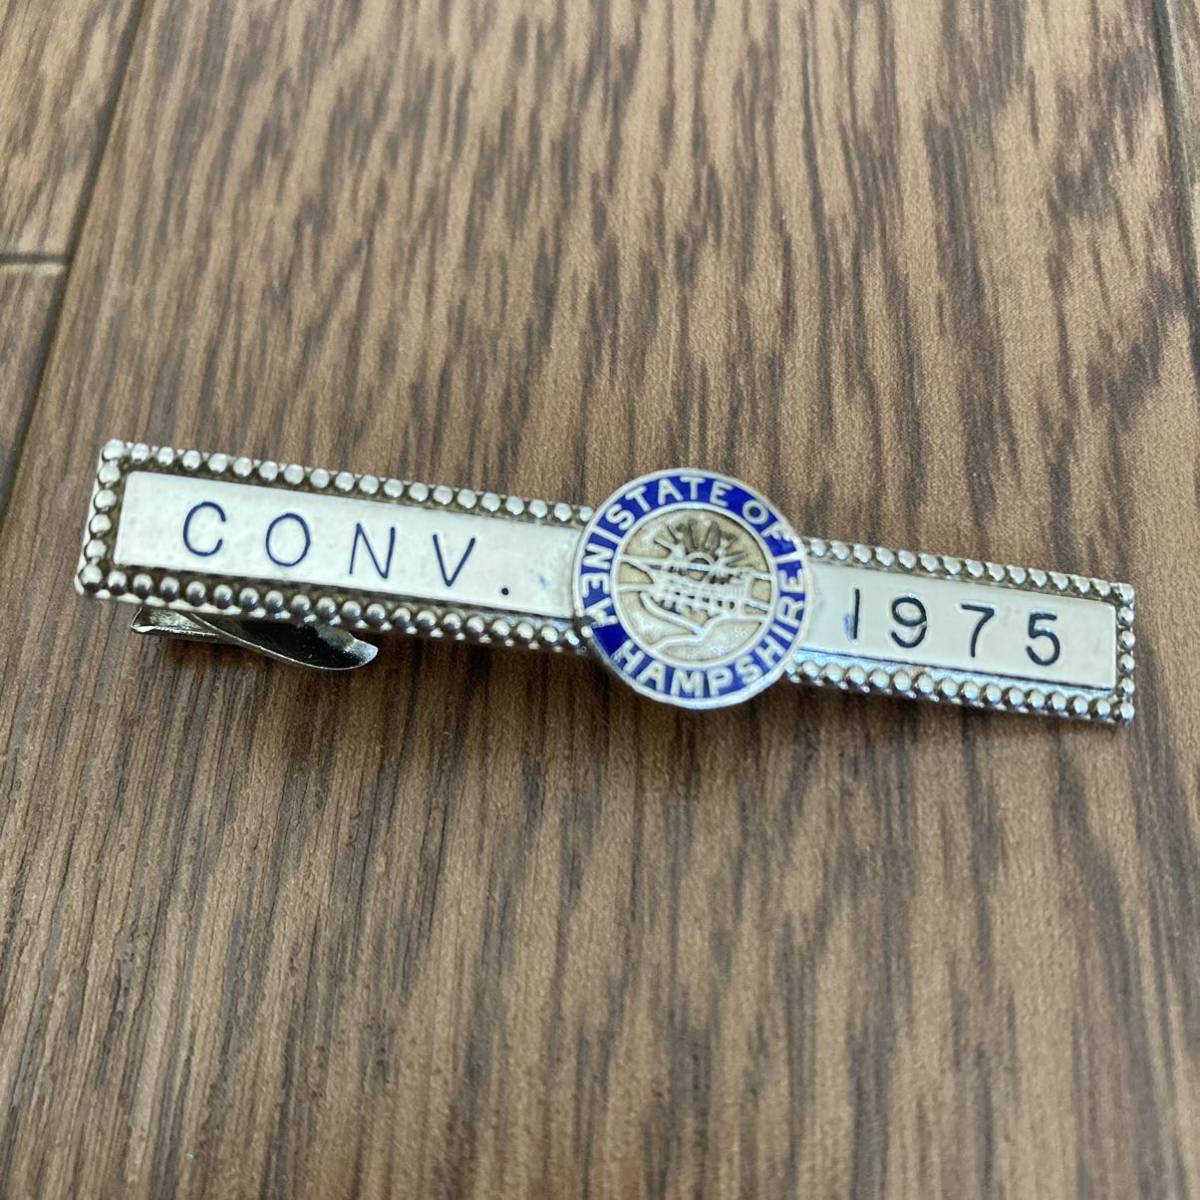 CONV.
STATE OF NEW HAMPSHIRE
1975